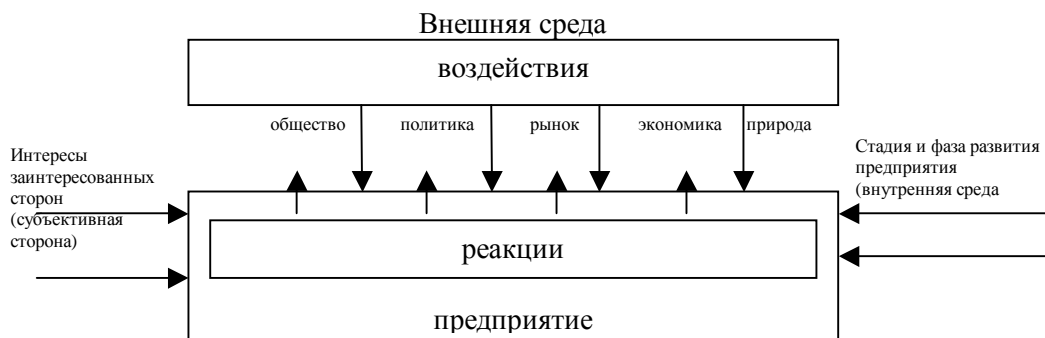 Внешняя среда
воздействия
общество политика рынок экономика природа
Интересы
заинтересованных
сторон
(субъективная
сторона)
Стадия и фаза развития
предприятия
(внутренняя среда
реакции
предприятие